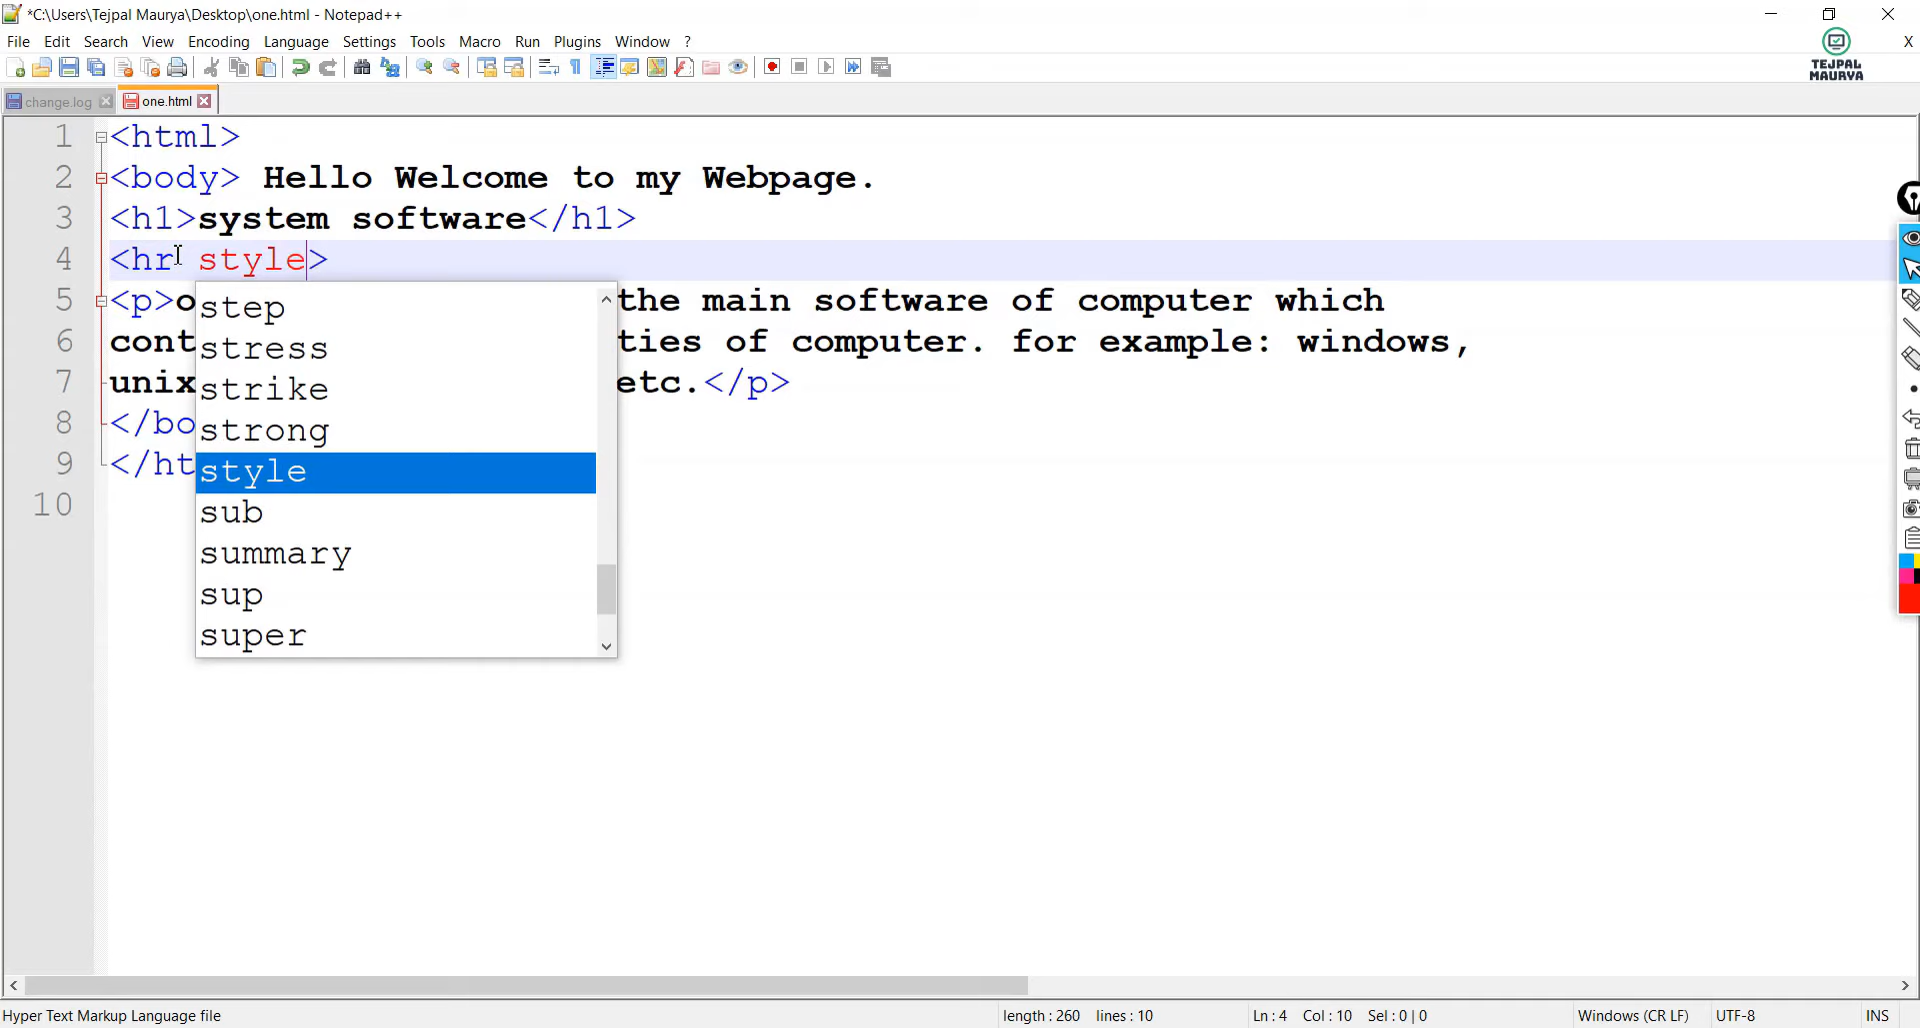 *C:\Users\Tejpal Maurya\Desktop\one.html - Notepad++
File Edit Search View Encoding Language Settings Tools Macro Run Plugins Window ? X
TEJPAL
MAURYA
change.log one.html
1 <html>
2 <body> Hello Welcome to my Webpage.
3 <h1>system software</h1>
4 <hr style>
5 <p>o the main software of computer which
6 cont ties of computer. for example: windows,
7 unix etc.</p>
8 </bo
9 </ht
10
step
stress
strike
strong
style
sub
summary
sup
super
Hyper Text Markup Language file length : 260 lines : 10 Ln : 4 Col : 10 Sel : 0 | 0 Windows (CR LF) UTF-8 INS